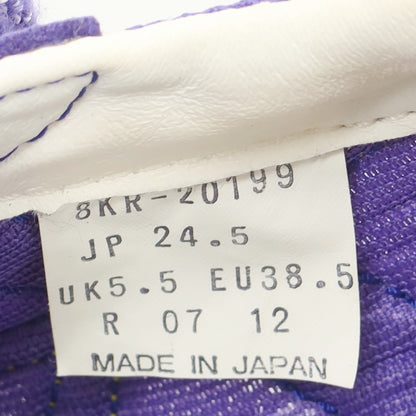 8KR-20199
JP 24.5
UK5.5 EU38.5
R 07 12
MADE IN JAPAN